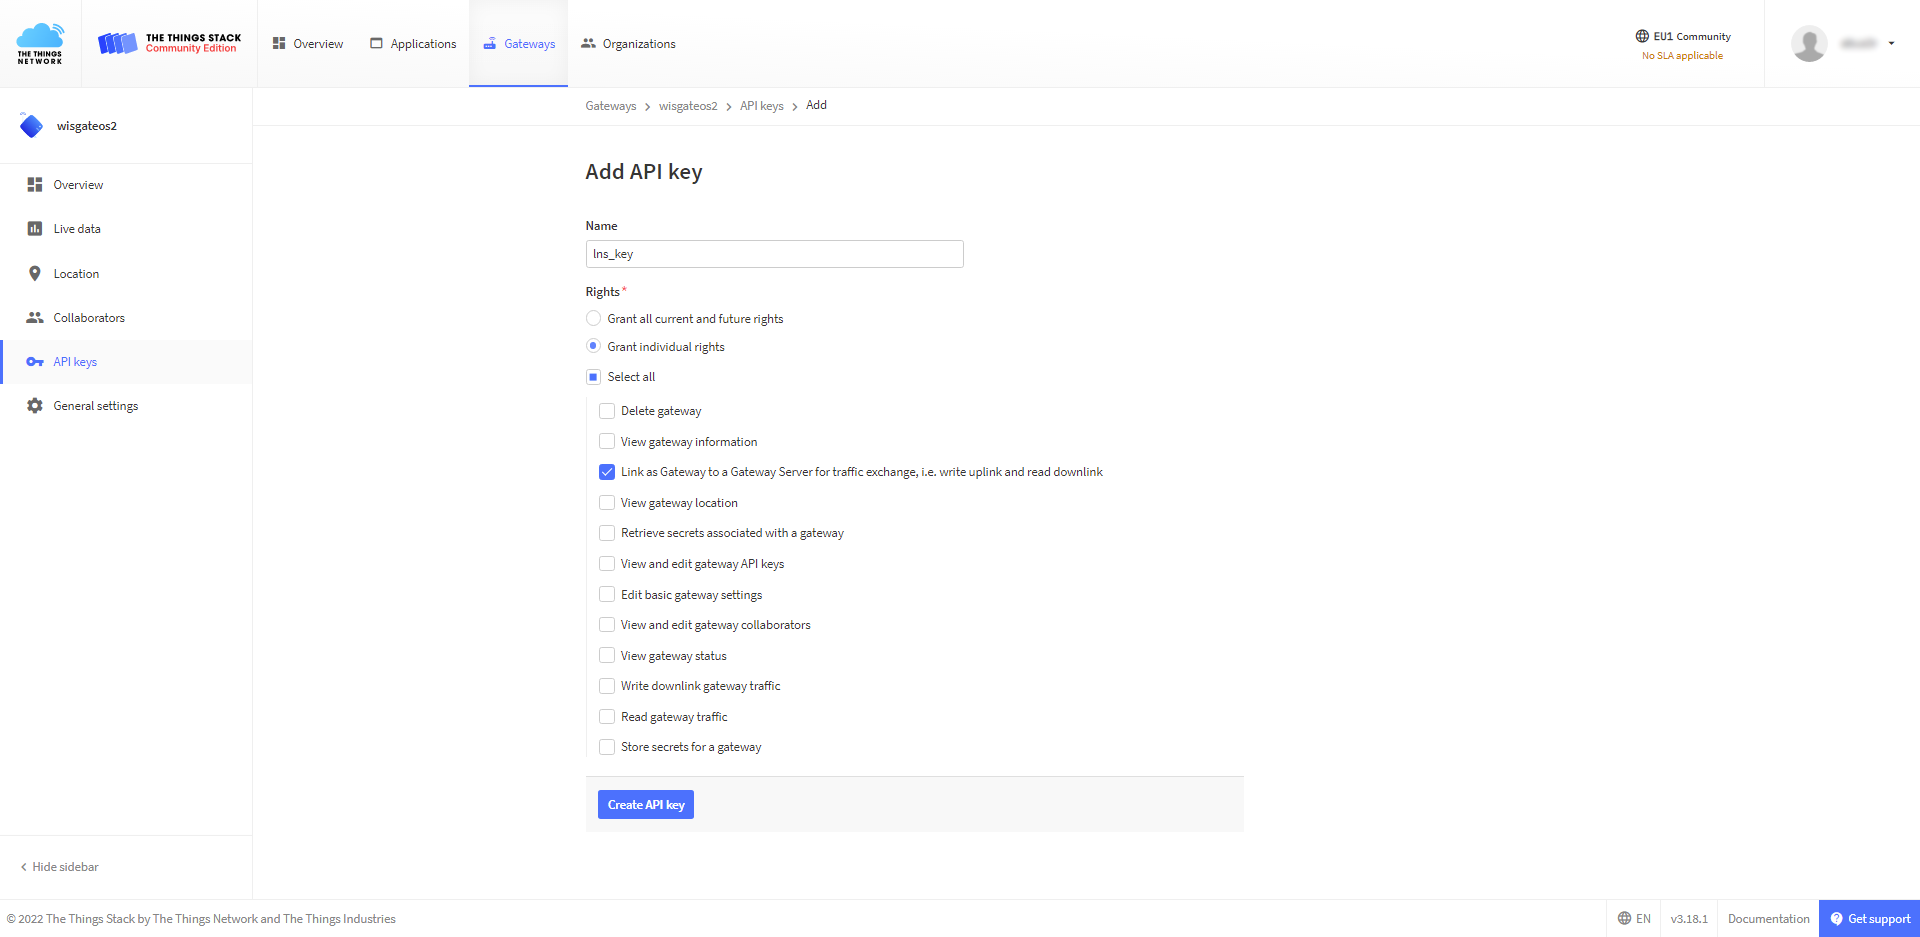 THE THINGS
NETWORK
THE THINGS STACK
Community Edition
Overview
Applications
Gateways
Organizations
EU1 Community
No SLA applicable
wisgateos2
Gateways
wisgateos2
API keys
Add
Overview
Live data
Location
Collaborators
API keys
General settings
Add API key
Name
lns_key
Rights*
Grant all current and future rights
Grant individual rights
Select all
Delete gateway
View gateway information
Link as Gateway to a Gateway Server for traffic exchange, i.e. write uplink and read downlink
View gateway location
Retrieve secrets associated with a gateway
View and edit gateway API keys
Edit basic gateway settings
View and edit gateway collaborators
View gateway status
Write downlink gateway traffic
Read gateway traffic
Store secrets for a gateway
Create API key
Hide sidebar
© 2022 The Things Stack by The Things Network and The Things Industries
EN
v3.18.1
Documentation
Get support